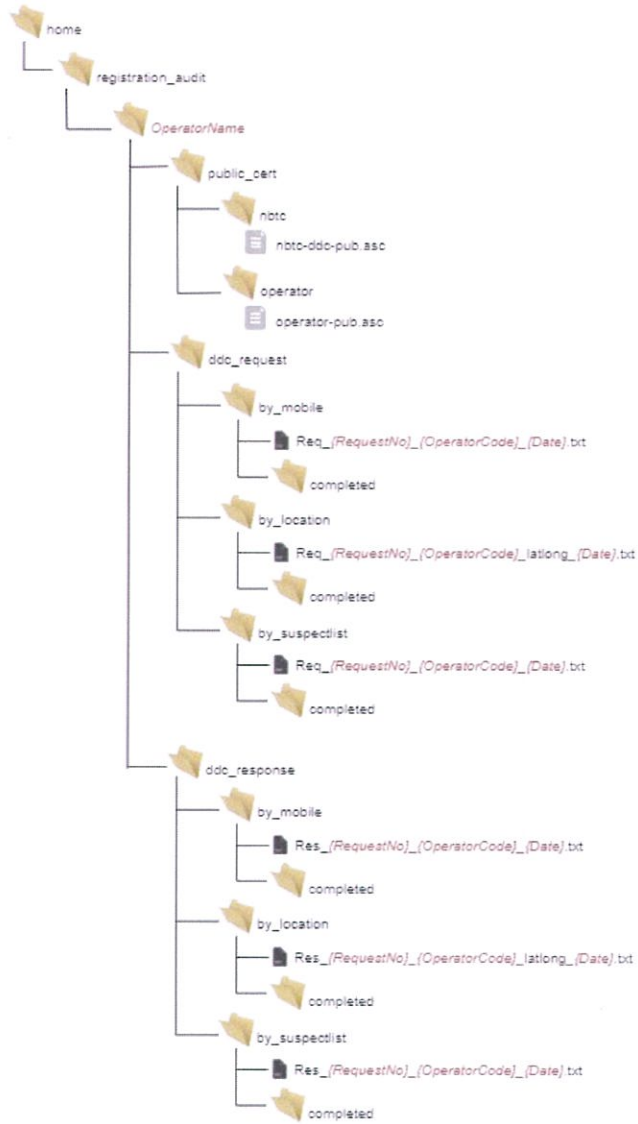 home
registration_audit
OperatorName
public_cert
nbtc
nbtc-ddc-pub.asc
operator
operator-pub.asc
ddc_request
by_mobile
Req_{RequestNo}_{OperatorCode}_{Date}.txt
completed
by_location
Req_{RequestNo}_{OperatorCode}_latlong_{Date}.txt
completed
by_suspectlist
Req_{RequestNo}_{OperatorCode}_{Date}.txt
completed
ddc_response
by_mobile
Res_{RequestNo}_{OperatorCode}_{Date}.txt
completed
by_location
Res_{RequestNo}_{OperatorCode}_latlong_{Date}.txt
completed
by_suspectlist
Res_{RequestNo}_{OperatorCode}_{Date}.txt
completed